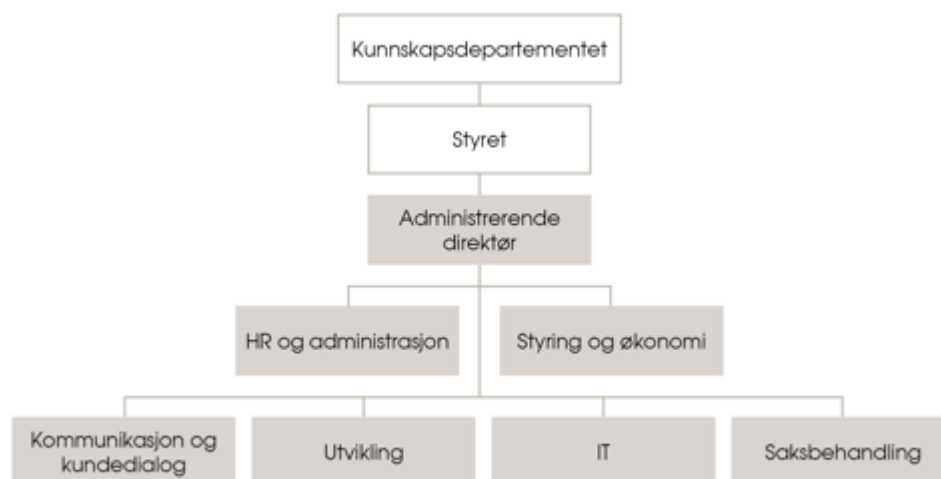 Kunnskapsdepartementet
Styret
Administrerende
direktør
HR og administrasjon
Styring og økonomi
Kommunikasjon og
kundedialog
Utvikling
IT
Saksbehandling